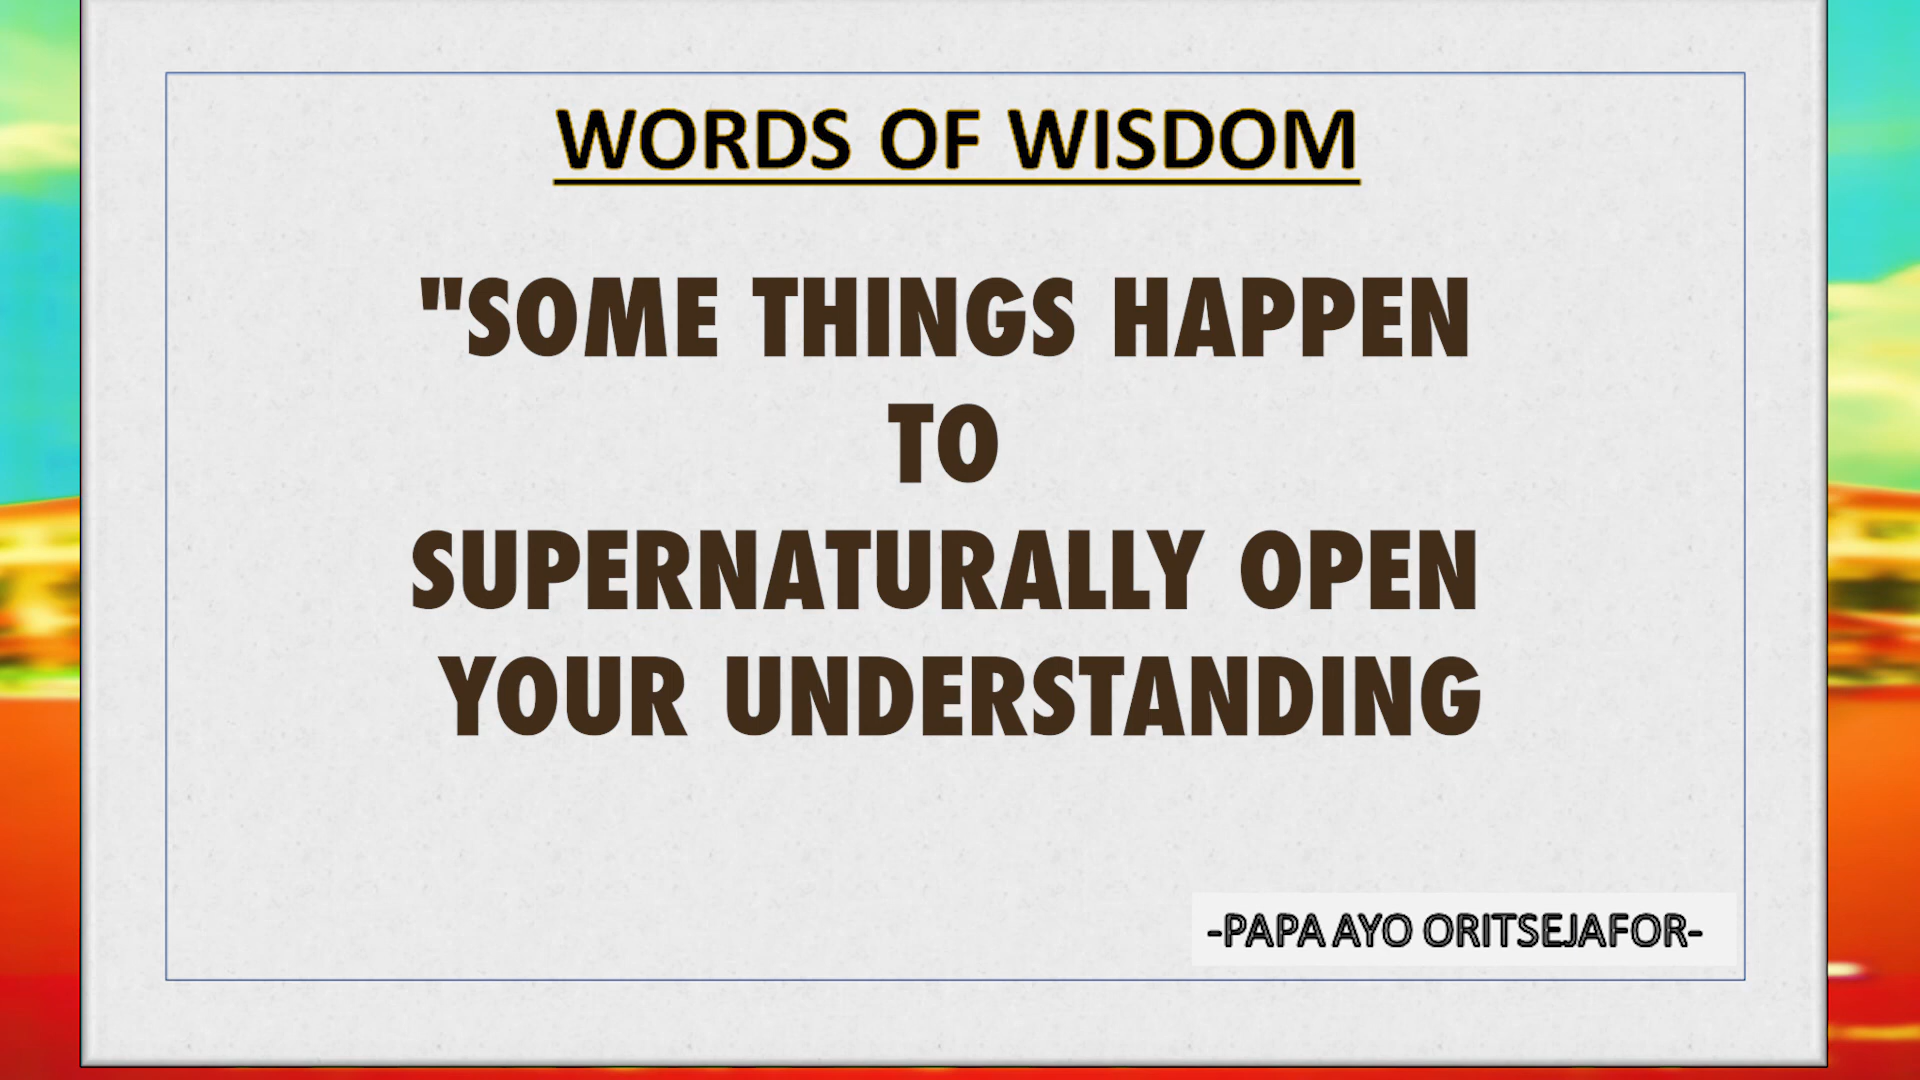 WORDS OF WISDOM
"SOME THINGS HAPPEN
TO
SUPERNATURALLY OPEN
YOUR UNDERSTANDING
-PAPA AYO ORITSEJAFOR-